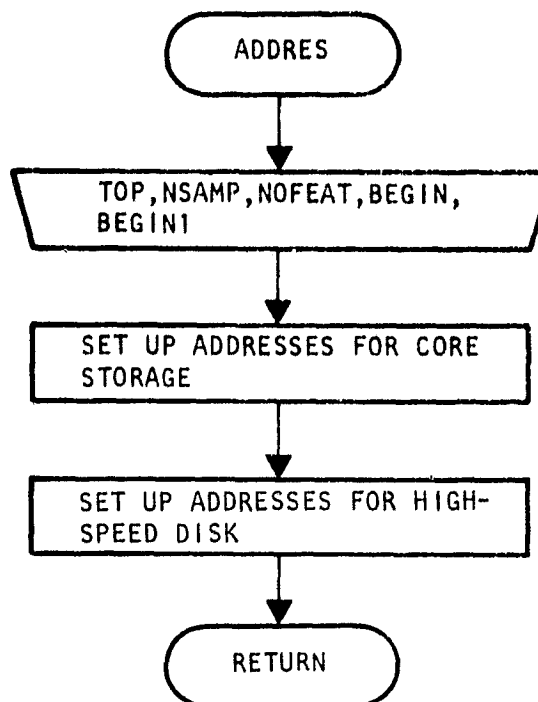 ADDRES
TOP,NSAMP,NOFEAT,BEGIN,
BEGIN1
SET UP ADDRESSES FOR CORE
STORAGE
SET UP ADDRESSES FOR HIGH-
SPEED DISK
RETURN